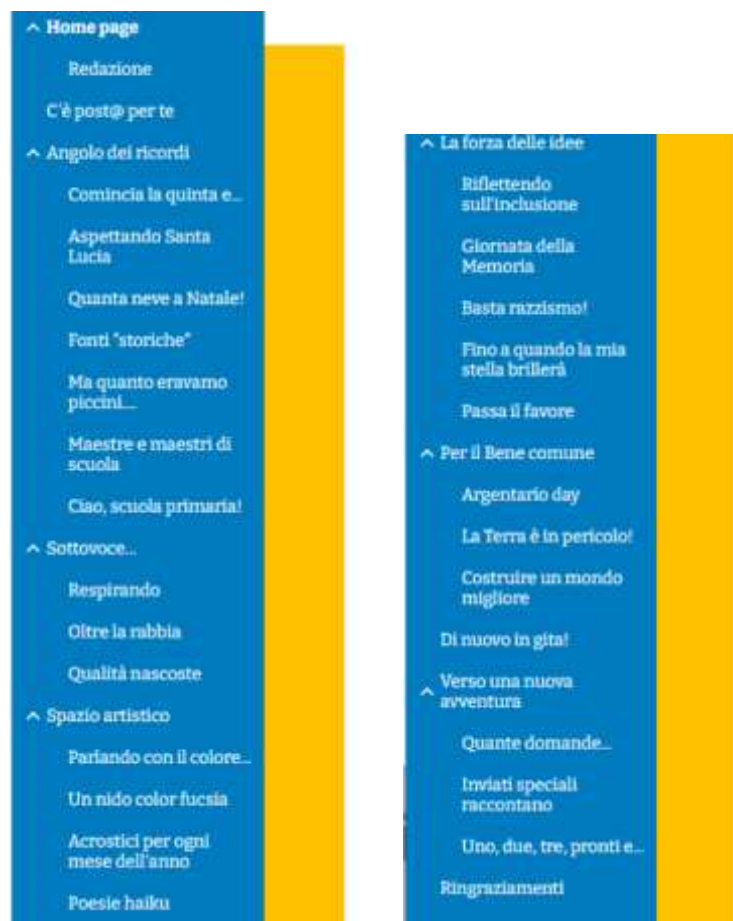 Home page
Redazione
C'è post@ per te
Angolo dei ricordi
Comincia la quinta e...
Aspettando Santa
Lucia
Quanta neve a Natale!
Fonti "storiche"
Ma quanto eravamo
piccini...
Maestre e maestri di
scuola
Ciao, scuola primaria!
Sottovoce...
Respirando
Oltre la rabbia
Qualità nascoste
Spazio artistico
Parlando con il colore...
Un nido color fucsia
Acrostici per ogni
mese dell'anno
Poesie haiku
La forza delle idee
Riflettendo
sull'inclusione
Giornata della
Memoria
Basta razzismo!
Fino a quando la mia
stella brillerà
Passa il favore
Per il Bene comune
Argentario day
La Terra è in pericolo!
Costruire un mondo
migliore
Di nuovo in gita!
Verso una nuova
avventura
Quante domande...
Inviati speciali
raccontano
Uno, due, tre, pronti e...
Ringraziamenti